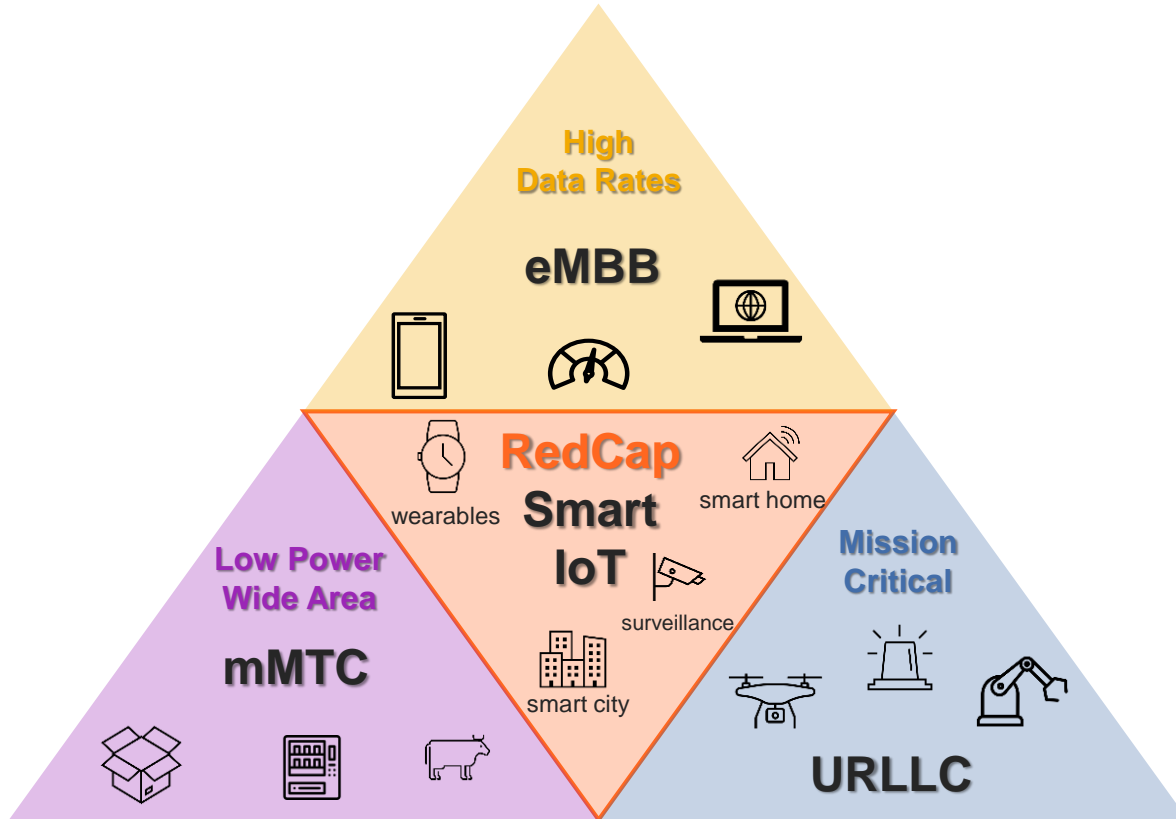 High
Data Rates
eMBB
RedCap
Smart
IoT
wearables
smart home
surveillance
smart city
Low Power
Wide Area
mMTC
Mission
Critical
URLLC